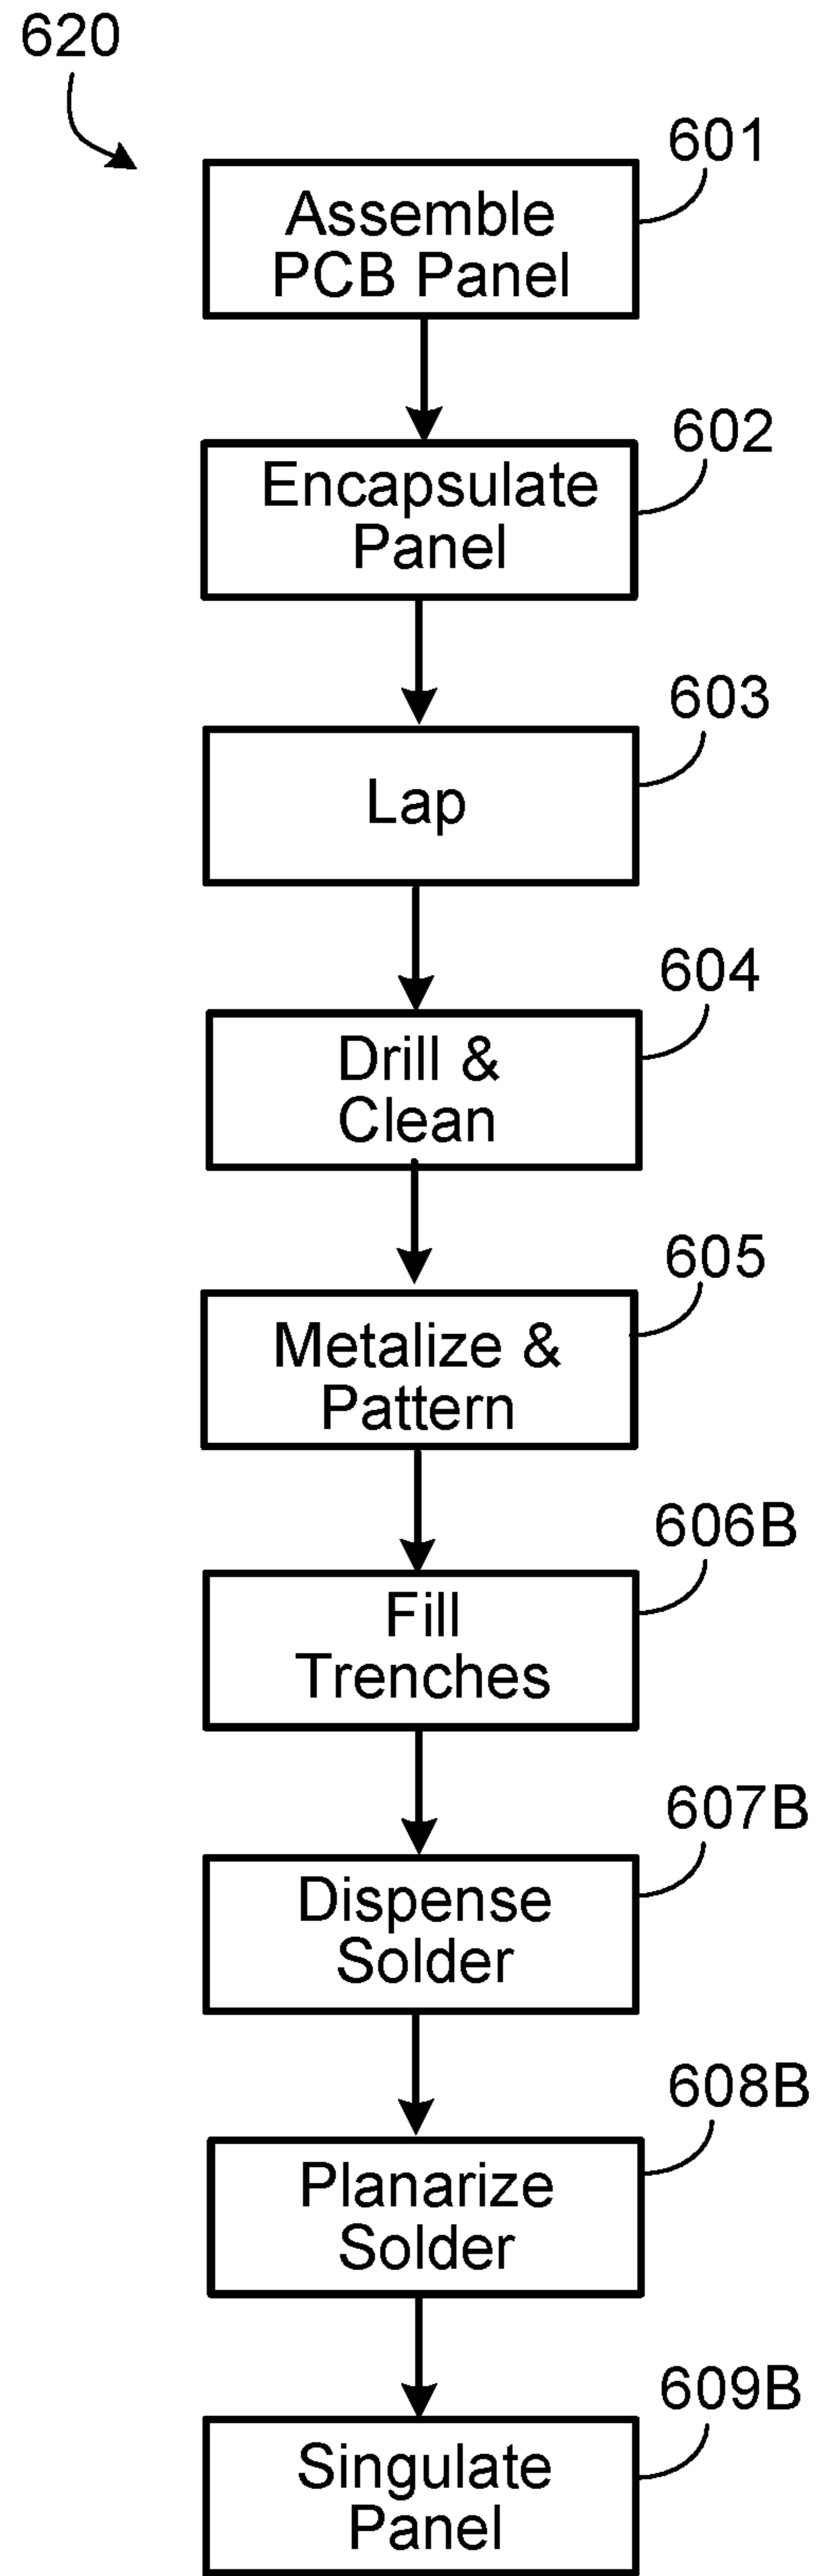 620
601
Assemble
PCB Panel
602
Encapsulate
Panel
603
Lap
604
Drill &
Clean
605
Metalize &
Pattern
606B
Fill
Trenches
607B
Dispense
Solder
608B
Planarize
Solder
609B
Singulate
Panel